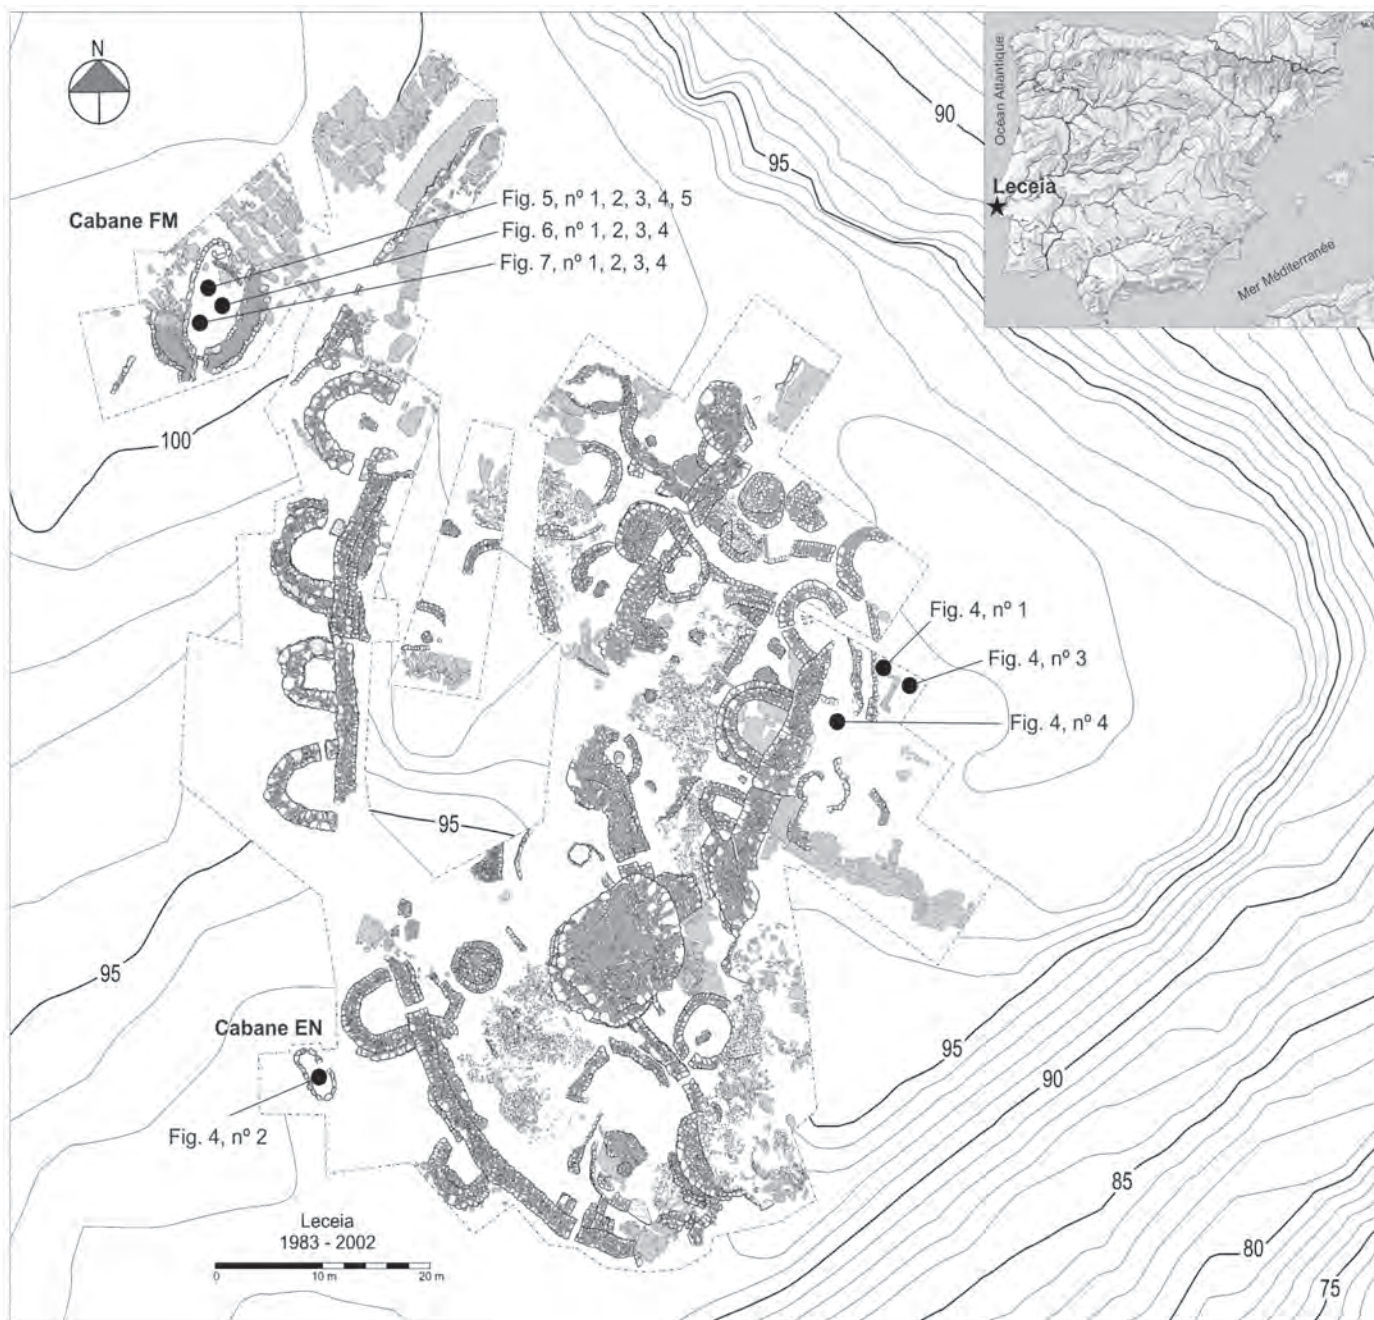 N
90
95
Océan Atlantique
Leceia
Mer Méditerranée
Cabane FM
Fig. 5, nº 1, 2, 3, 4, 5
Fig. 6, nº 1, 2, 3, 4
Fig. 7, nº 1, 2, 3, 4
100
Fig. 4, nº 1
Fig. 4, nº 3
Fig. 4, nº 4
95
95
Cabane EN
Fig. 4, nº 2
95
90
85
80
75
Leceia
1983 - 2002
0 10 m 20 m